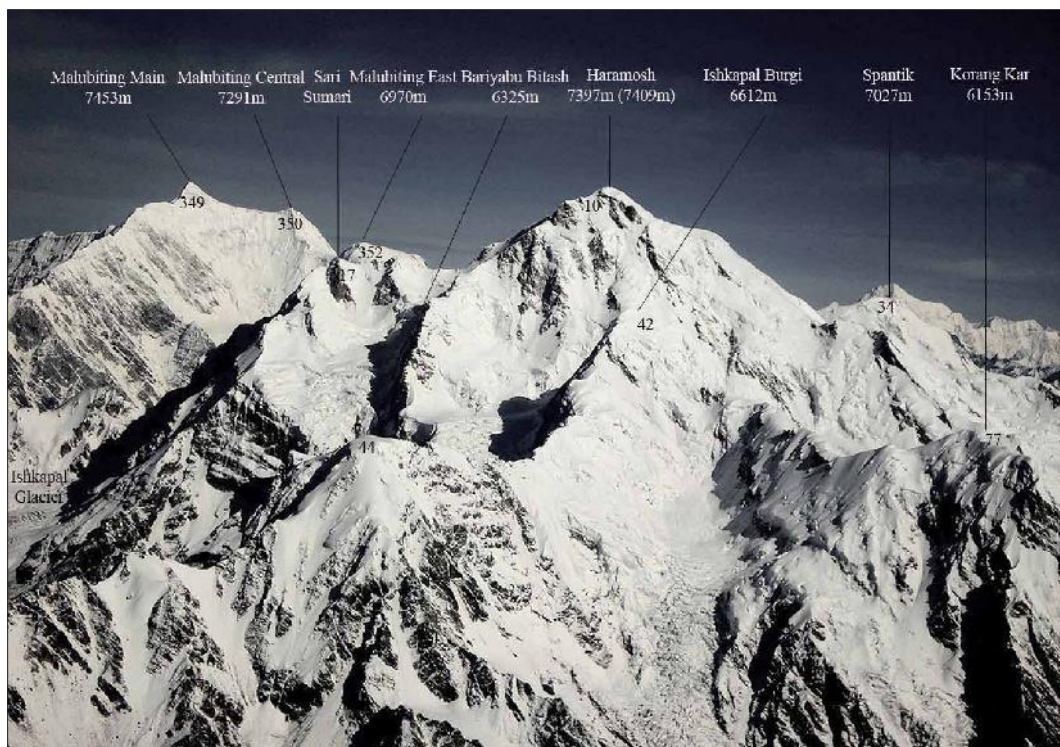 Malubiting Main
7453m
Malubiting Central
7291m
Sari
Sumari
Malubiting East
6970m
Bariyabu Bitash
6325m
Haramosh
7397m (7409m)
Ishkapal Burgi
6612m
Spantik
7027m
Korang Kar
6153m
349
350
352
10
34
42
77
Ishkapal
Glacier